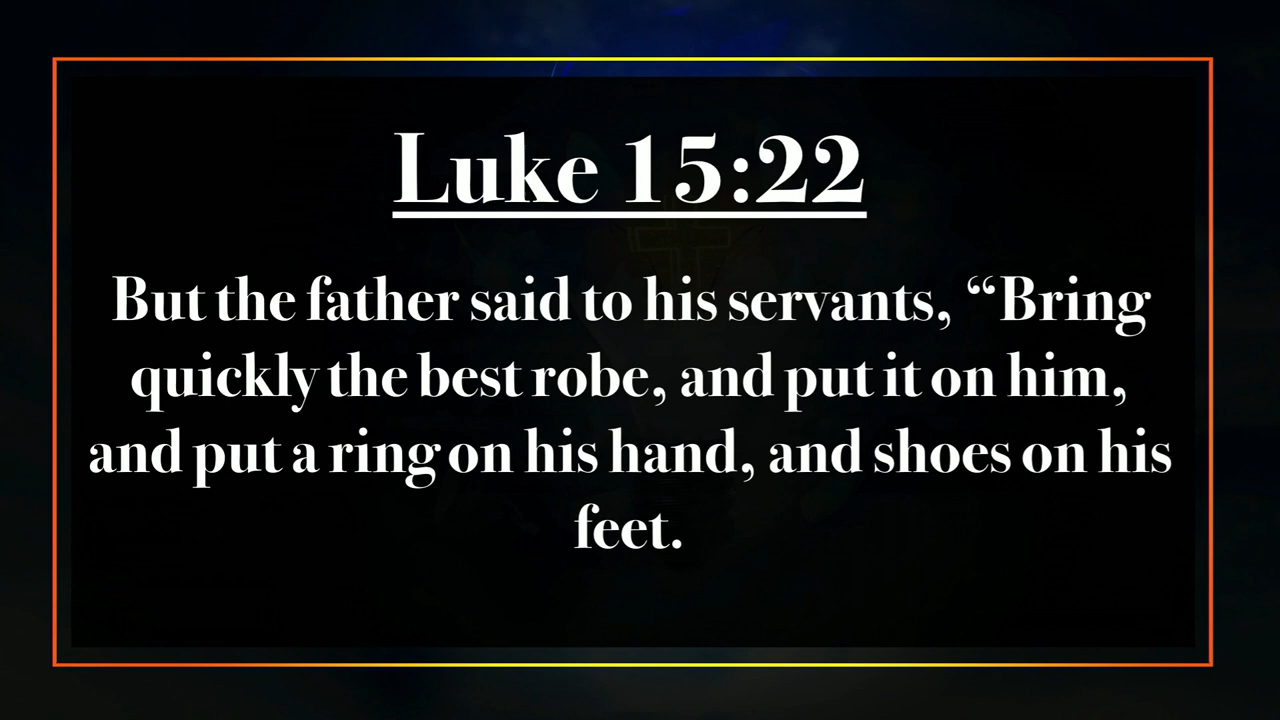 Luke 15:22
But the father said to his servants, “Bring
quickly the best robe, and put it on him,
and put a ring on his hand, and shoes on his
feet.